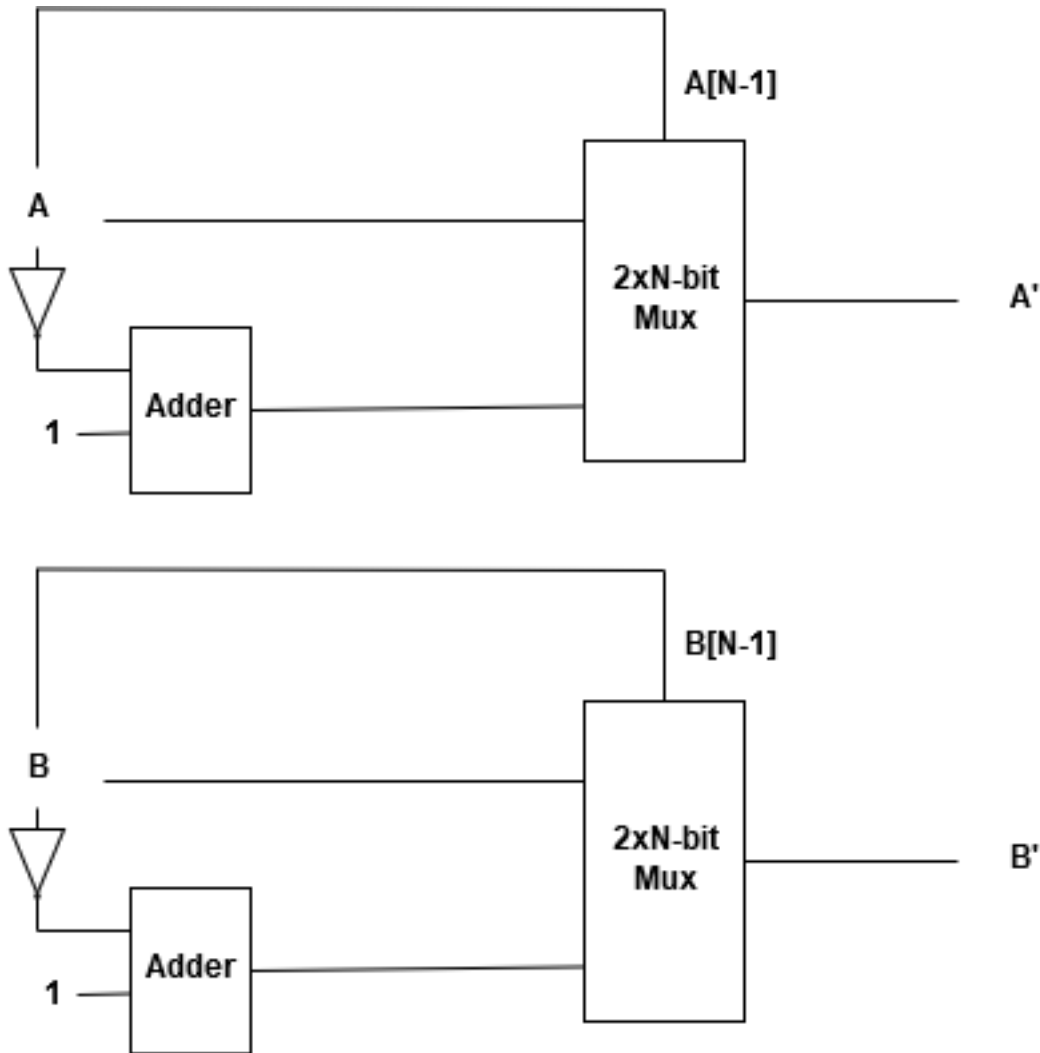 A[N-1]
A
2xN-bit
Mux
A'
Adder
1
B[N-1]
B
2xN-bit
Mux
B'
Adder
1